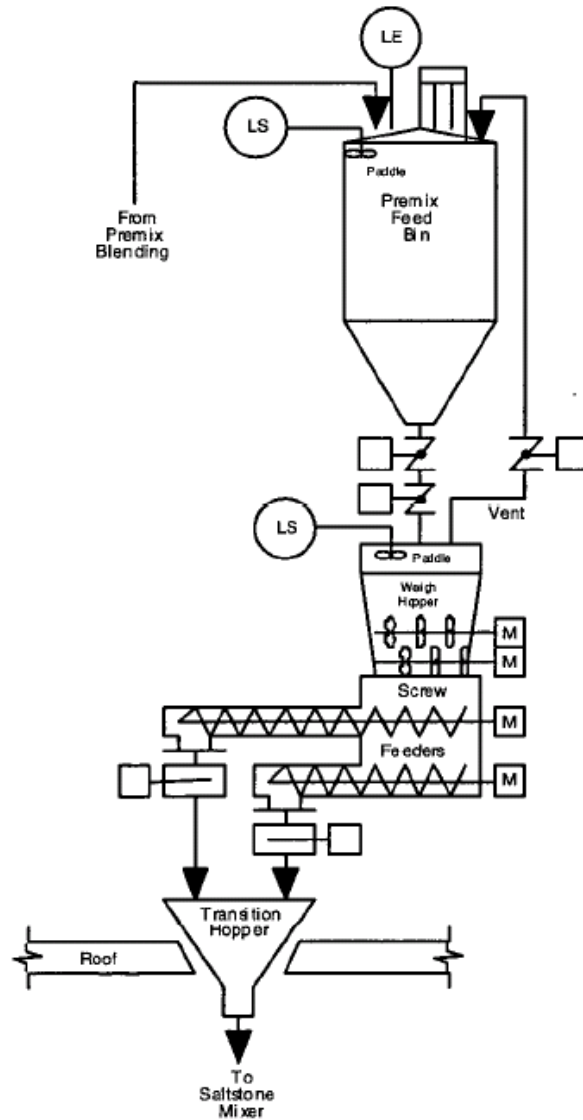 LE
LS
Paddle
From
Premix
Blending
Premix
Feed
Bin
Vent
LS
Paddle
Weigh
Hopper
M
M
Screw
M
Feeders
M
Transition
Hopper
Roof
To
Saltstone
Mixer